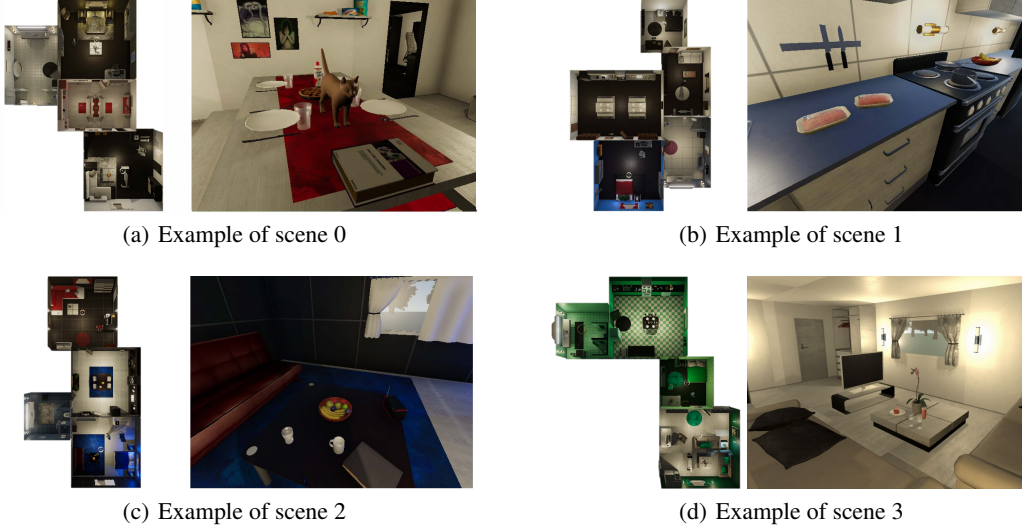 (a) Example of scene 0
(b) Example of scene 1
(c) Example of scene 2
(d) Example of scene 3